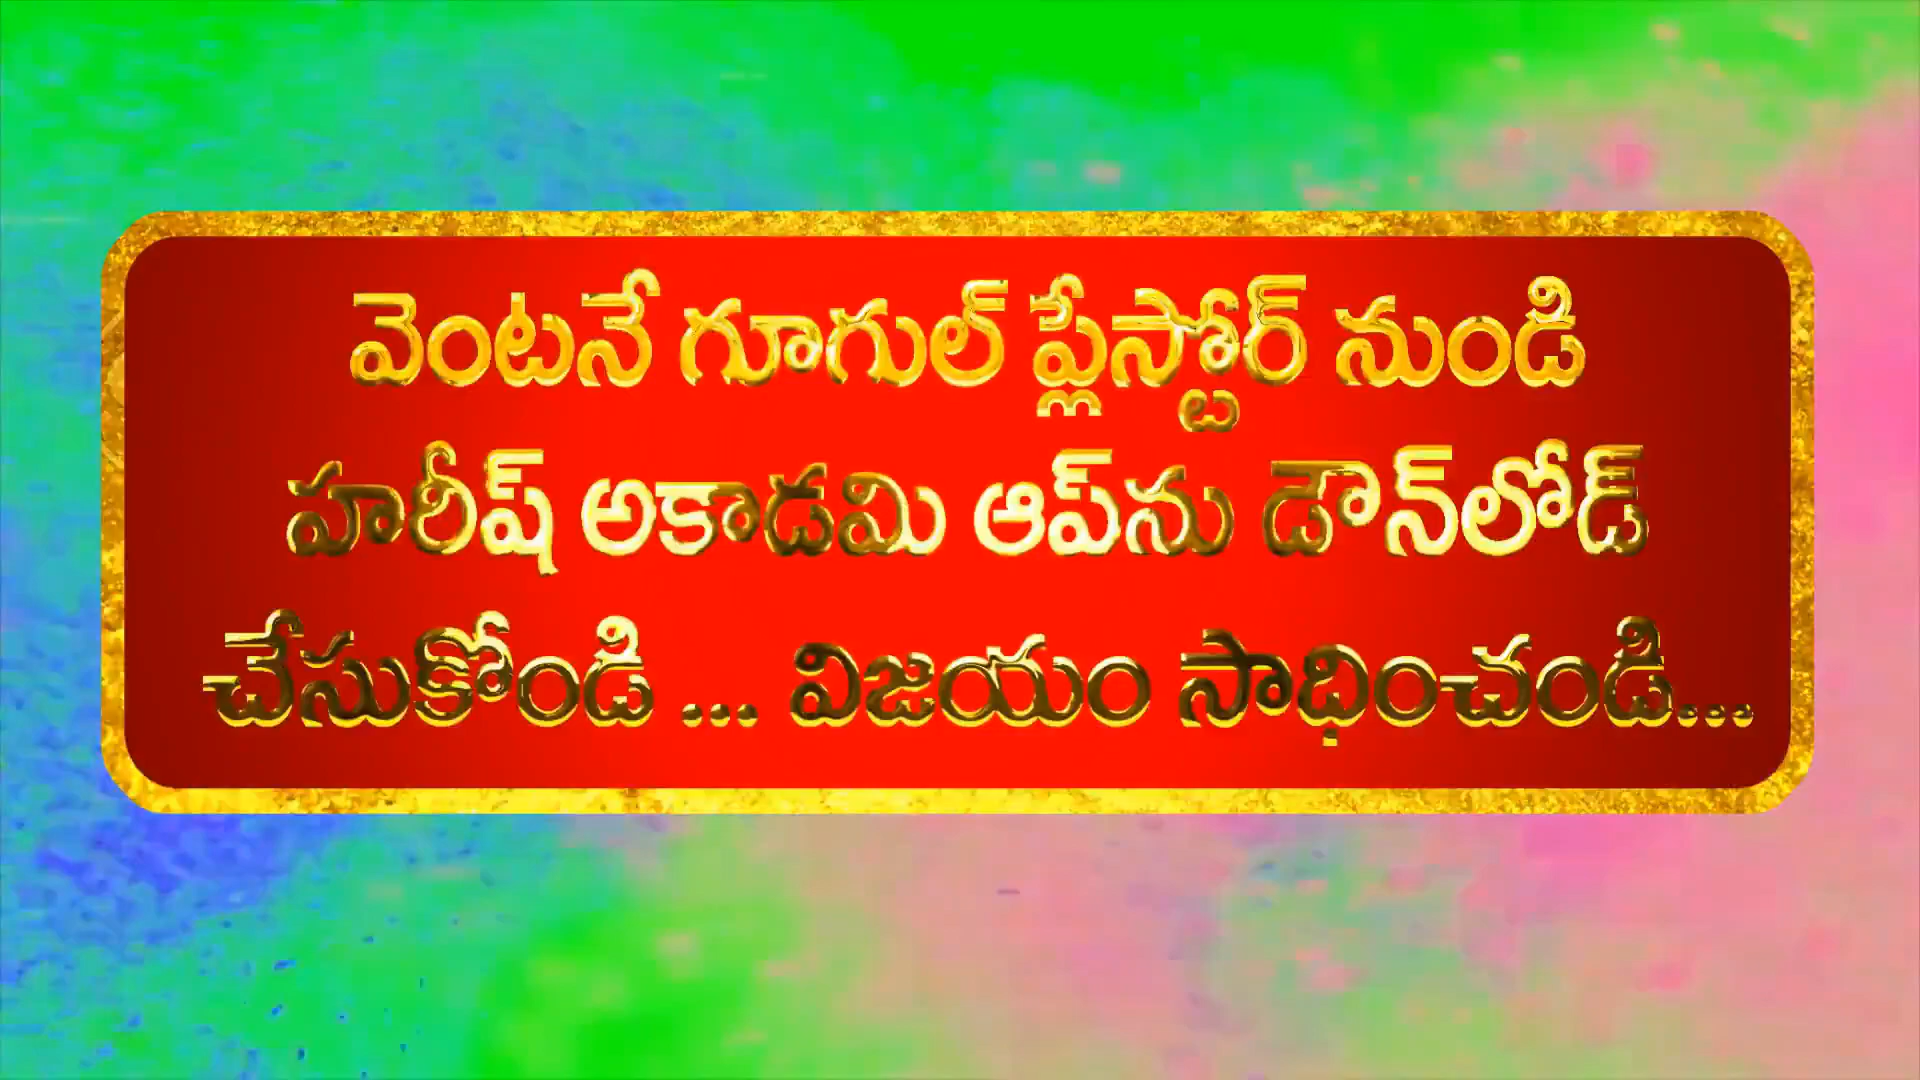 వెంటనే గూగుల్ ప్లేస్టోర్ నుండి
హరీష్ అకాడమి ఆప్‌ను డౌన్‌లోడ్
చేసుకోండి ... విజయం సాధించండి...